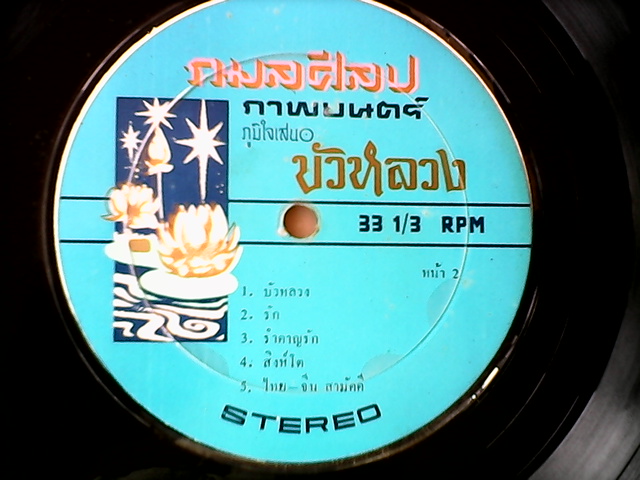 กมลศิลป
ภาพยนตร์
ภูมิใจเสนอ
บัวหลวง
33 1/3 RPM
หน้า 2
1. บัวหลวง
2. รัก
3. รำคาญรัก
4. สิงห์โต
5. ไทย—จีน สามัคคี
STEREO